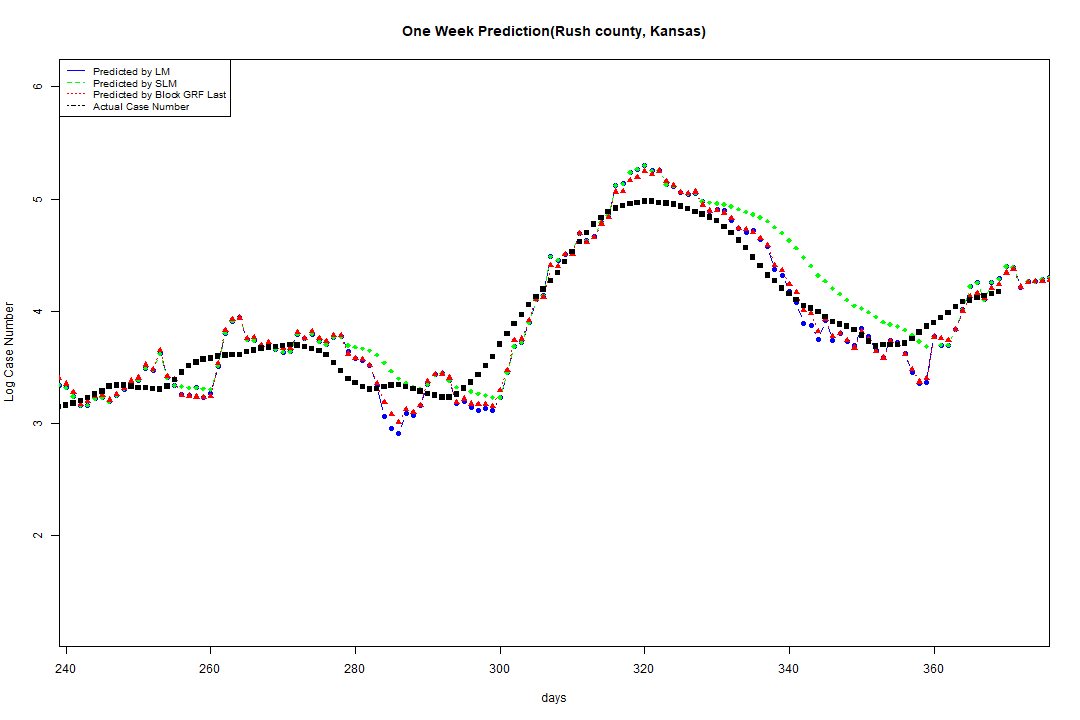 One Week Prediction(Rush county, Kansas)
Predicted by LM
Predicted by SLM
Predicted by Block GRF Last
Actual Case Number
6
5
4
3
2
Log Case Number
240 260 280 300 320 340 360
days